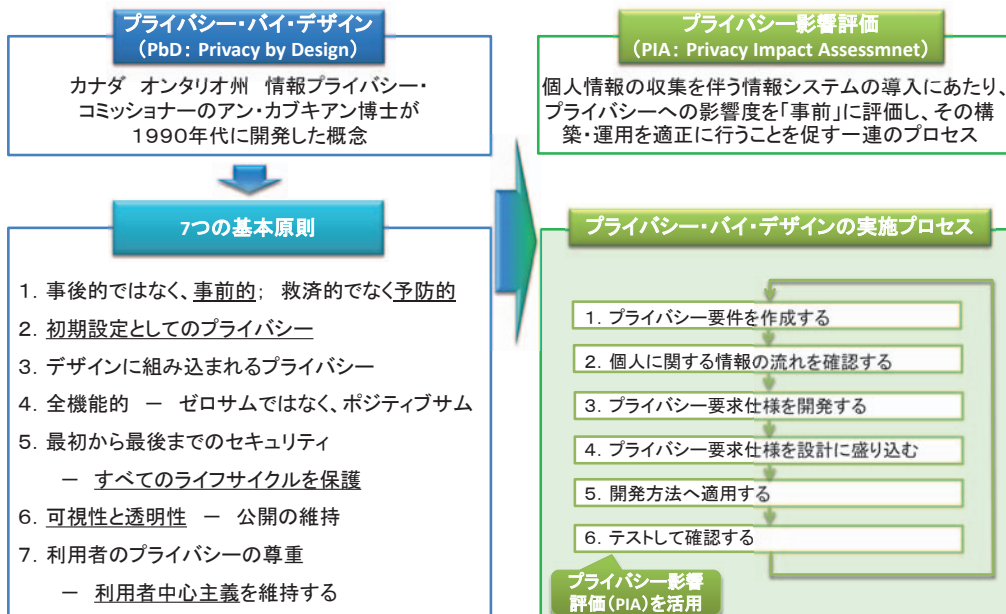 プライバシー・バイ・デザイン
（PbD： Privacy by Design）
カナダ オンタリオ州 情報プライバシー・
コミッショナーのアン・カブキアン博士が
1990年代に開発した概念
7つの基本原則
1．事後的ではなく、事前的； 救済的でなく予防的
2．初期設定としてのプライバシー
3．デザインに組み込まれるプライバシー
4．全機能的 － ゼロサムではなく、ポジティブサム
5．最初から最後までのセキュリティ
－ すべてのライフサイクルを保護
6．可視性と透明性 － 公開の維持
7．利用者のプライバシーの尊重
－ 利用者中心主義を維持する
プライバシー影響評価
（PIA： Privacy Impact Assessmnet）
個人情報の収集を伴う情報システムの導入にあたり、
プライバシーへの影響度を「事前」に評価し、その構
築・運用を適正に行うことを促す一連のプロセス
プライバシー・バイ・デザインの実施プロセス
1．プライバシー要件を作成する
2．個人に関する情報の流れを確認する
3．プライバシー要求仕様を開発する
4．プライバシー要求仕様を設計に盛り込む
5．開発方法へ適用する
6．テストして確認する
プライバシー影響
評価（PIA）を活用